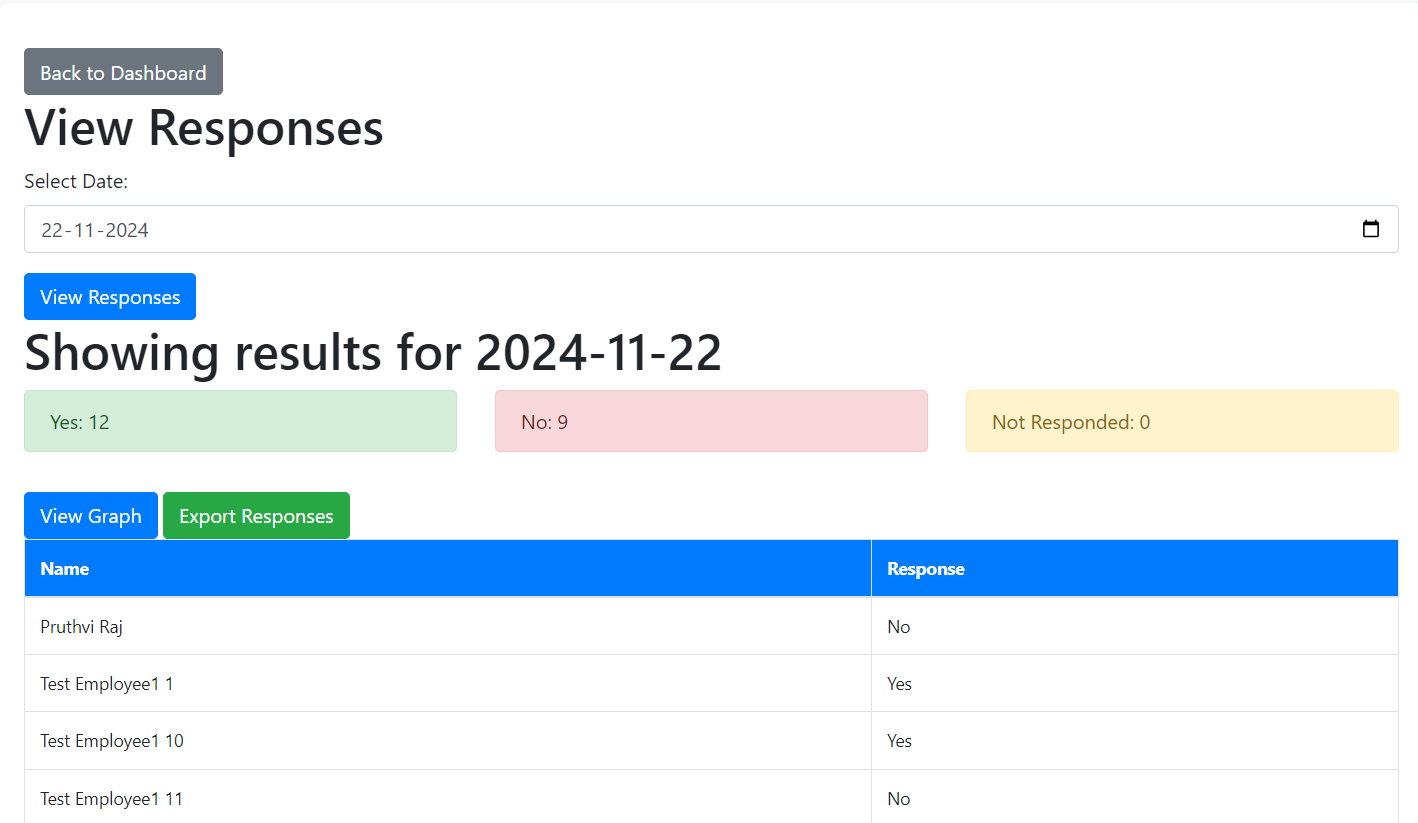 Back to Dashboard
View Responses
Select Date:
22-11-2024
View Responses
Showing results for 2024-11-22
Yes: 12 No: 9 Not Responded: 0
View Graph Export Responses
Name Response
Pruthvi Raj No
Test Employee1 1 Yes
Test Employee1 10 Yes
Test Employee1 11 No